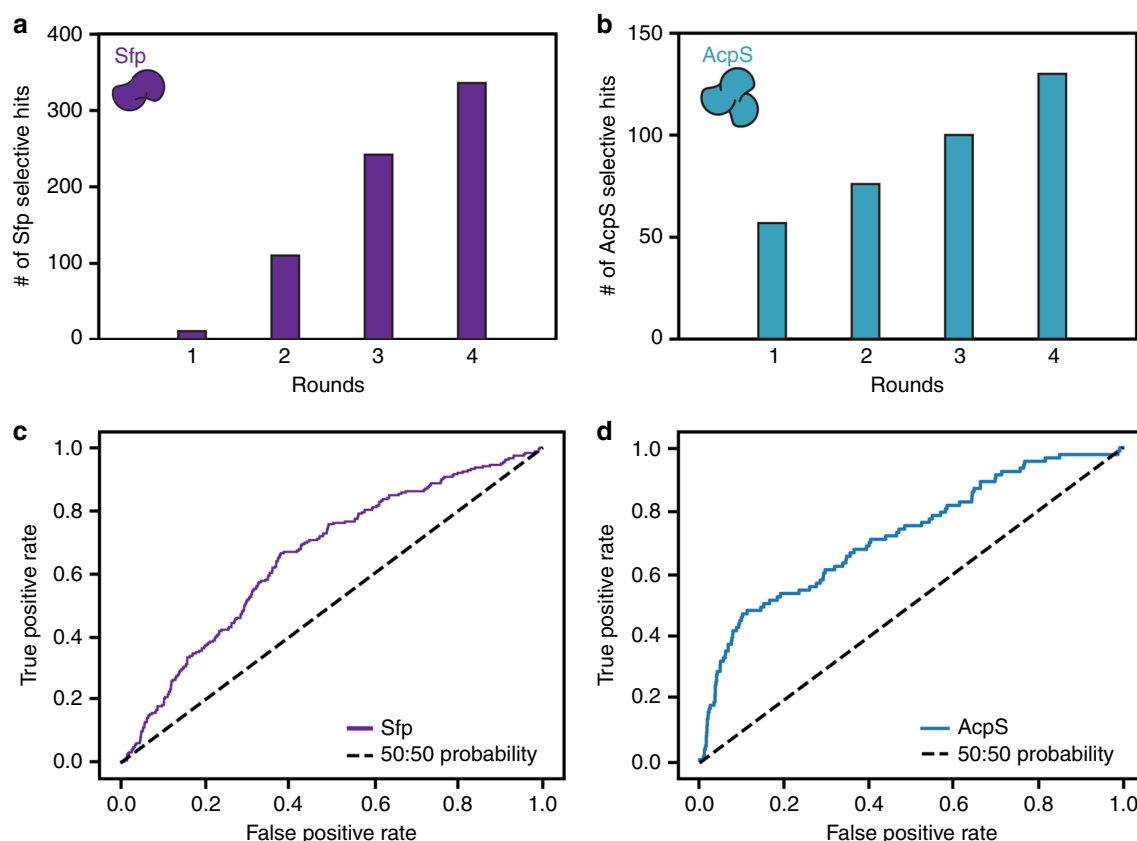 a
Sfp
# of Sfp selective hits
400
300
200
100
0
1 2 3 4
Rounds
b
AcpS
# of AcpS selective hits
150
100
50
0
1 2 3 4
Rounds
c
True positive rate
1.0
0.8
0.6
0.4
0.2
0.0
Sfp
50:50 probability
0.0 0.2 0.4 0.6 0.8 1.0
False positive rate
d
True positive rate
1.0
0.8
0.6
0.4
0.2
0.0
AcpS
50:50 probability
0.0 0.2 0.4 0.6 0.8 1.0
False positive rate